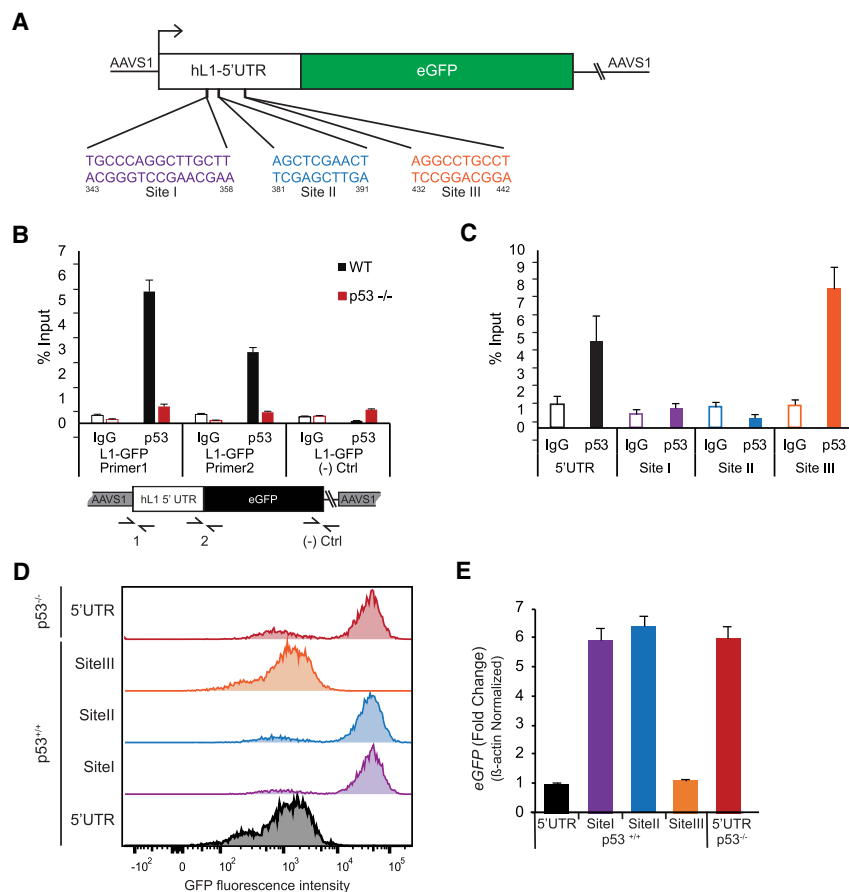 A
AAVS1
hL1-5'UTR
eGFP
AAVS1
TGCCCAGGCTTGCTT
ACGGGTCCGAACGAA
343
Site I
358
AGCTCGAACT
TCGAGCTTGA
381
Site II
391
AGGCCTGCCT
TCCGGACGGA
432
Site III
442
B
7
6
5
4
3
2
1
0
% Input
WT
p53 -/-
IgG p53 IgG p53 IgG p53
L1-GFP Primer1
L1-GFP Primer2
L1-GFP (-) Ctrl
AAVS1
hL1 5' UTR
eGFP
AAVS1
1
2
(-) Ctrl
C
10
9
8
7
6
5
4
3
2
1
0
% Input
IgG p53 IgG p53 IgG p53 IgG p53
5'UTR Site I Site II Site III
D
p53-/-
5'UTR
p53+/+
SiteIII
SiteII
SiteI
5'UTR
-10² 0 10³ 10⁴ 10⁵
GFP fluorescence intensity
E
7
6
5
4
3
2
1
0
eGFP (Fold Change)
(ß-actin Normalized)
5'UTR SiteI SiteII SiteIII 5'UTR
p53 +/+ p53-/-